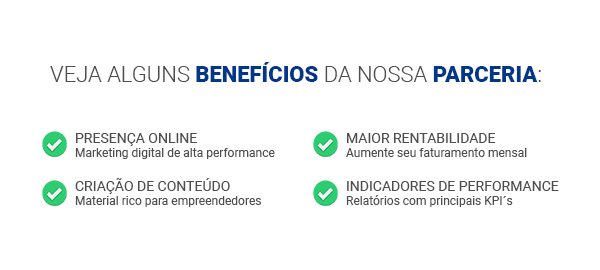 VEJA ALGUNS BENEFÍCIOS DA NOSSA PARCERIA:
PRESENÇA ONLINE
Marketing digital de alta performance
MAIOR RENTABILIDADE
Aumente seu faturamento mensal
CRIAÇÃO DE CONTEÚDO
Material rico para empreendedores
INDICADORES DE PERFORMANCE
Relatórios com principais KPI´s